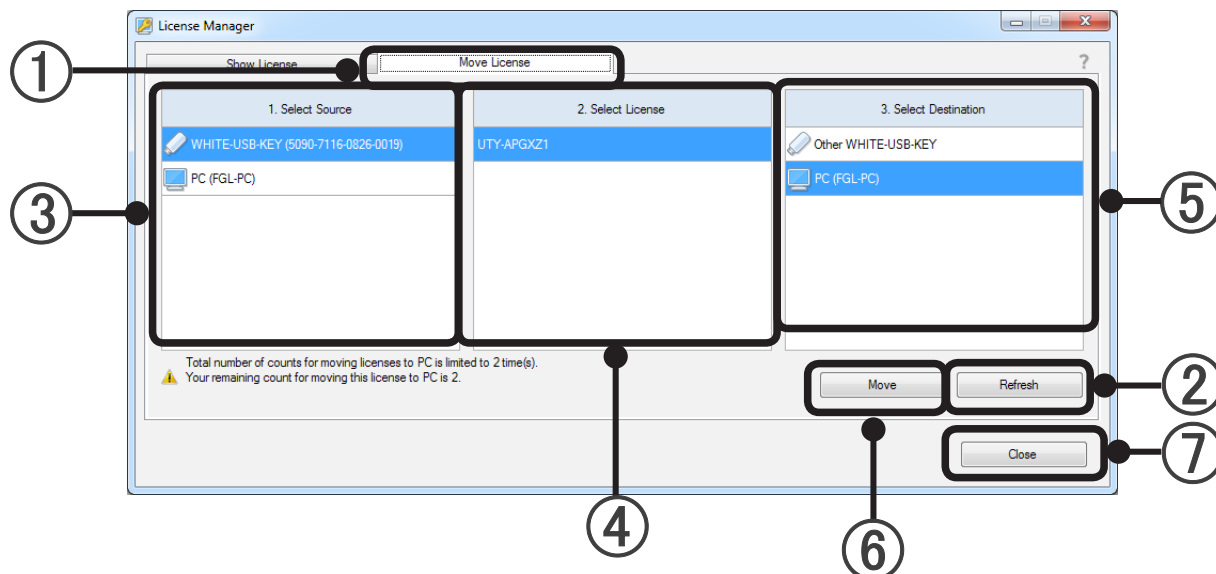 License Manager
①
Show License
Move License
?
1. Select Source
2. Select License
3. Select Destination
WHITE-USB-KEY (5090-7116-0826-0019)
UTY-APGXZ1
Other WHITE-USB-KEY
PC (FGL-PC)
PC (FGL-PC)
③
⑤
Total number of counts for moving licenses to PC is limited to 2 time(s).
Your remaining count for moving this license to PC is 2.
Move
Refresh
②
Close
⑦
④
⑥